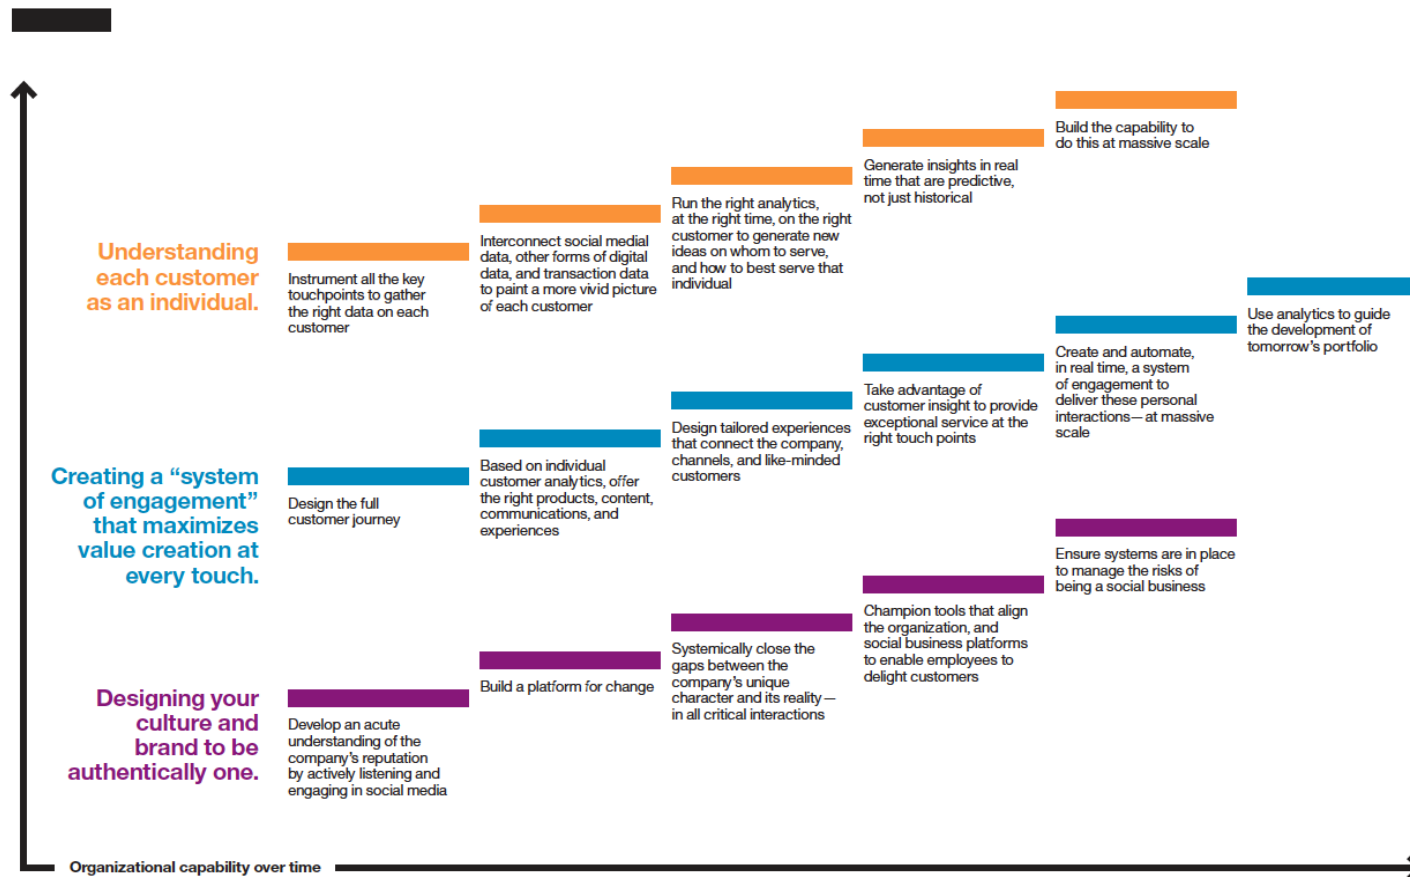 Understanding
each customer
as an individual.
Instrument all the key
touchpoints to gather
the right data on each
customer
Interconnect social medial
data, other forms of digital
data, and transaction data
to paint a more vivid picture
of each customer
Run the right analytics,
at the right time, on the right
customer to generate new
ideas on whom to serve,
and how to best serve that
individual
Generate insights in real
time that are predictive,
not just historical
Build the capability to
do this at massive scale
Creating a “system
of engagement”
that maximizes
value creation at
every touch.
Design the full
customer journey
Based on individual
customer analytics, offer
the right products, content,
communications, and
experiences
Design tailored experiences
that connect the company,
channels, and like-minded
customers
Take advantage of
customer insight to provide
exceptional service at the
right touch points
Create and automate,
in real time, a system
of engagement to
deliver these personal
interactions—at massive
scale
Use analytics to guide
the development of
tomorrow’s portfolio
Designing your
culture and
brand to be
authentically one.
Develop an acute
understanding of the
company’s reputation
by actively listening and
engaging in social media
Build a platform for change
Systemically close the
gaps between the
company’s unique
character and its reality—
in all critical interactions
Champion tools that align
the organization, and
social business platforms
to enable employees to
delight customers
Ensure systems are in place
to manage the risks of
being a social business
Organizational capability over time